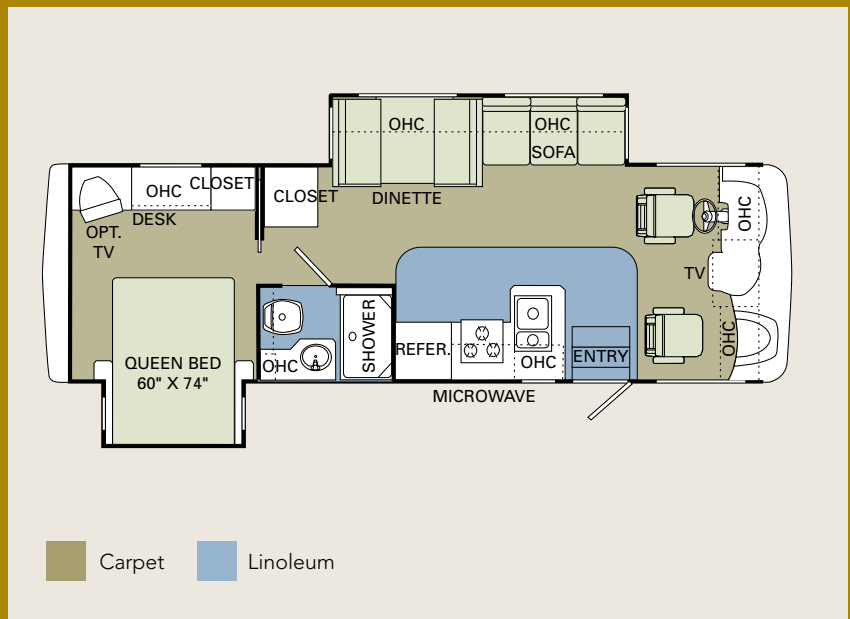 OHC
OHC
SOFA
DINETTE
CLOSET
CLOSET
OHC
DESK
OPT.
TV
OHC
TV
OHC
QUEEN BED
60" X 74"
OHC
SHOWER
REFER.
OHC
ENTRY
MICROWAVE
Carpet
Linoleum